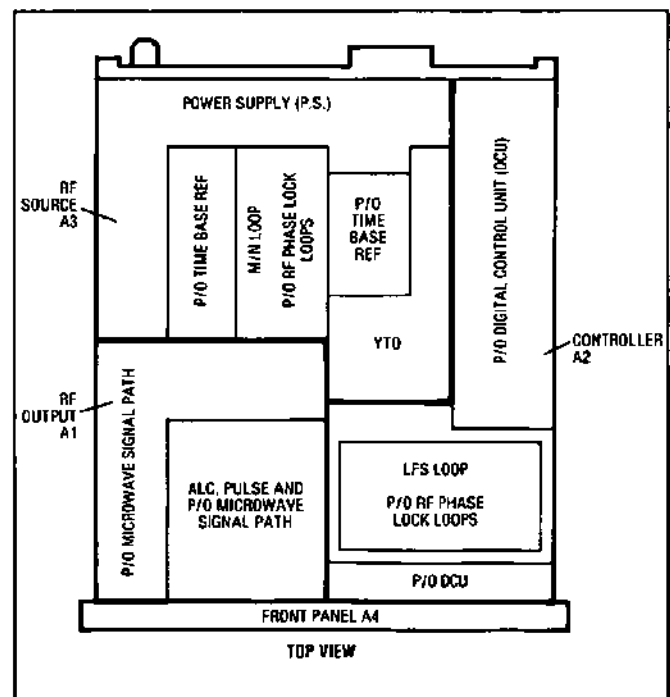 POWER SUPPLY (P.S.)
RF
SOURCE
A3
P/O TIME BASE REF
M/N LOOP
P/O RF PHASE LOCK
LOOPS
P/O
TIME
BASE
REF
YTO
P/O DIGITAL CONTROL UNIT (DCU)
CONTROLLER
A2
RF
OUTPUT
A1
P/O MICROWAVE SIGNAL PATH
ALC, PULSE AND
P/O MICROWAVE
SIGNAL PATH
LFS LOOP
P/O RF PHASE
LOCK LOOPS
P/O DCU
FRONT PANEL A4
TOP VIEW